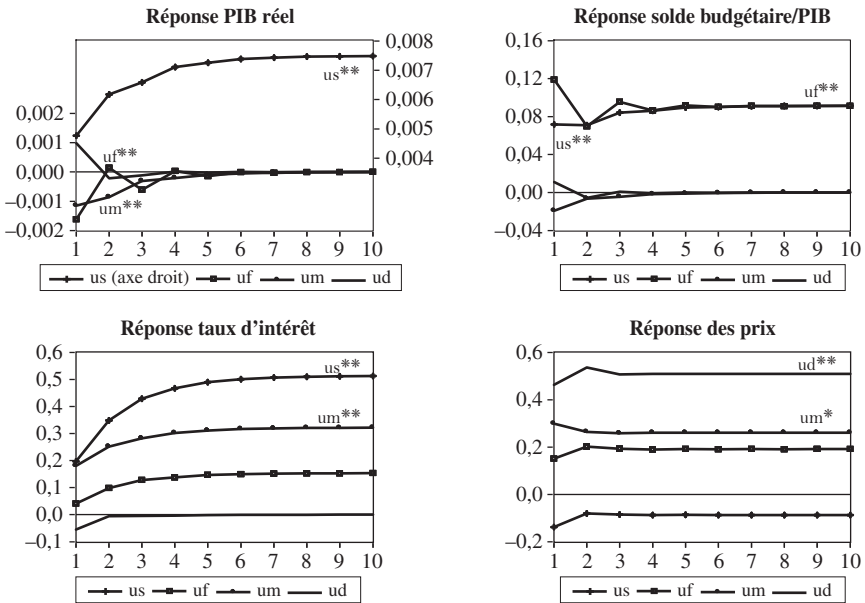 Réponse PIB réel
0,008
0,007
0,006
0,005
0,004
0,002
0,001
0,000
–0,001
–0,002
us**
uf**
um**
1 2 3 4 5 6 7 8 9 10
us (axe droit) uf um ud
Réponse solde budgétaire/PIB
0,16
0,12
0,08
0,04
0,00
–0,04
uf**
us**
1 2 3 4 5 6 7 8 9 10
us uf um ud
Réponse taux d’intérêt
0,6
0,5
0,4
0,3
0,2
0,1
0,0
–0,1
us**
um**
1 2 3 4 5 6 7 8 9 10
us uf um ud
Réponse des prix
0,6
0,4
0,2
0,0
–0,2
ud**
um*
1 2 3 4 5 6 7 8 9 10
us uf um ud